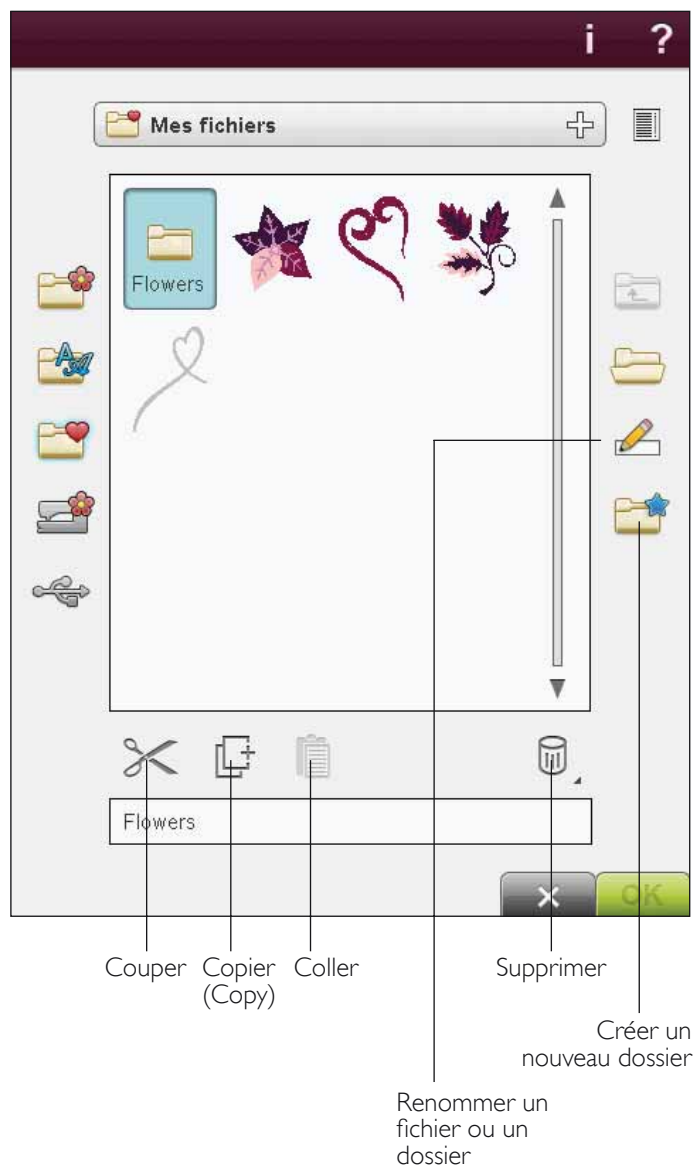 i ?
Mes fichiers
Flowers
Flowers
OK
Couper Copier Coller Supprimer
(Copy)
Créer un
nouveau dossier
Renommer un
fichier ou un
dossier